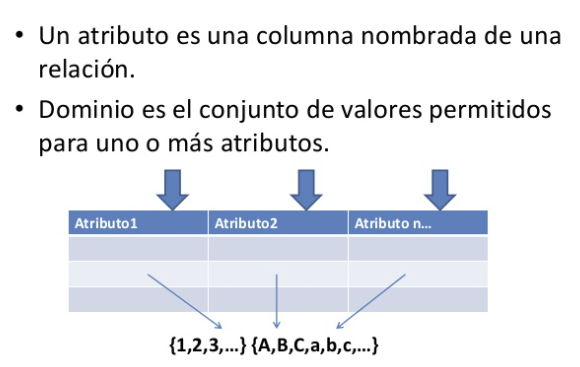 • Un atributo es una columna nombrada de una
relación.
• Dominio es el conjunto de valores permitidos
para uno o más atributos.
Atributo1 Atributo2 Atributo n...
{1,2,3,...} {A,B,C,a,b,c,...}